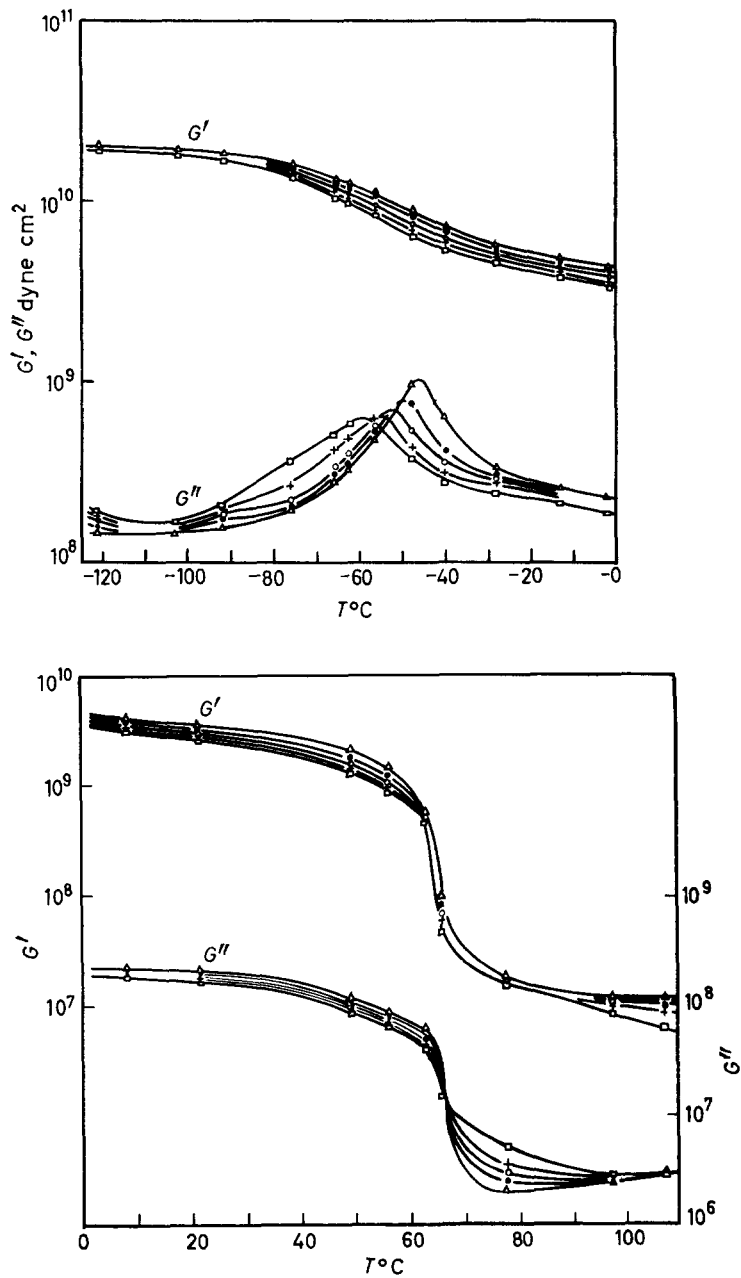 10¹¹
G′
10¹⁰
G′, G″ dyne cm²
10⁹
G″
10⁸
-120 -100 -80 -60 -40 -20 -0
T°C
10¹⁰
G′
10⁹
10⁸ 10⁹
G′
G″
10⁷ 10⁸
G″
10⁷
10⁶
0 20 40 60 80 100
T°C